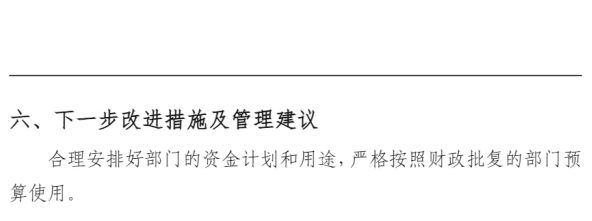 六、下一步改进措施及管理建议
合理安排好部门的资金计划和用途,严格按照财政批复的部门预
算使用。